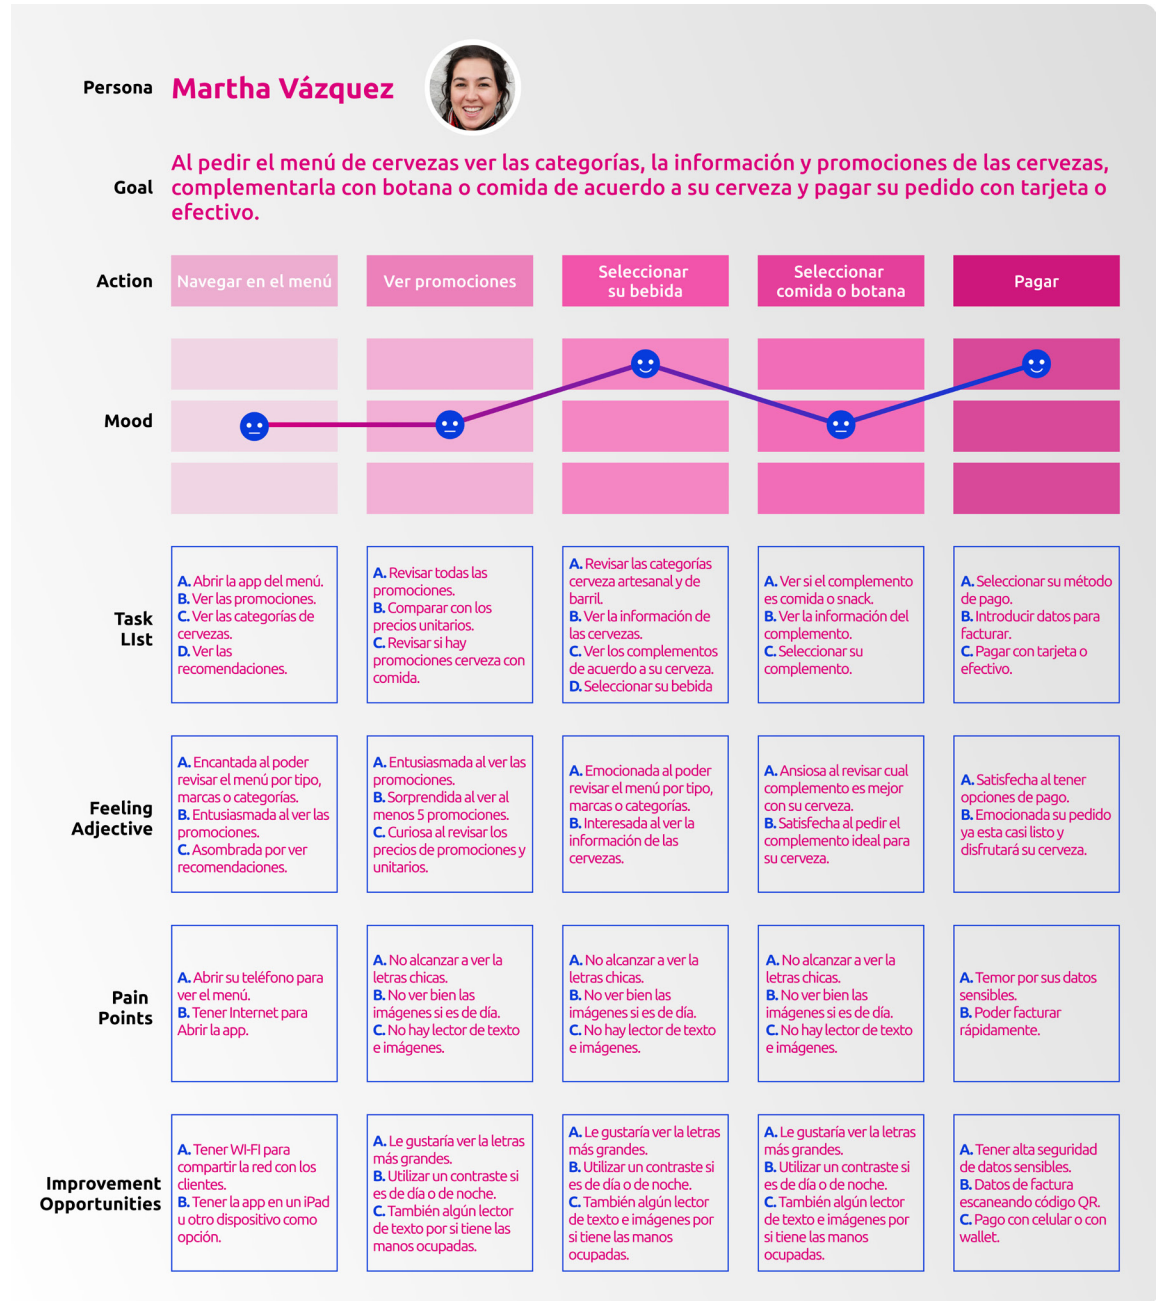 Persona
Martha Vázquez
Goal
Al pedir el menú de cervezas ver las categorías, la información y promociones de las cervezas,
complementarla con botana o comida de acuerdo a su cerveza y pagar su pedido con tarjeta o
efectivo.
Action
Navegar en el menú
Ver promociones
Seleccionar
su bebida
Seleccionar
comida o botana
Pagar
Mood
Task
LIst
A. Abrir la app del menú.
B. Ver las promociones.
C. Ver las categorías de
cervezas.
D. Ver las
recomendaciones.
A. Revisar todas las
promociones.
B. Comparar con los
precios unitarios.
C. Revisar si hay
promociones cerveza con
comida.
A. Revisar las categorías
cerveza artesanal y de
barril.
B. Ver la información de
las cervezas.
C. Ver los complementos
de acuerdo a su cerveza.
D. Seleccionar su bebida
A. Ver si el complemento
es comida o snack.
B. Ver la información del
complemento.
C. Seleccionar su
complemento.
A. Seleccionar su método
de pago.
B. Introducir datos para
facturar.
C. Pagar con tarjeta o
efectivo.
Feeling
Adjective
A. Encantada al poder
revisar el menú por tipo,
marcas o categorías.
B. Entusiasmada al ver las
promociones.
C. Asombrada por ver
recomendaciones.
A. Entusiasmada al ver las
promociones.
B. Sorprendida al ver al
menos 5 promociones.
C. Curiosa al revisar los
precios de promociones y
unitarios.
A. Emocionada al poder
revisar el menú por tipo,
marcas o categorías.
B. Interesada al ver la
información de las
cervezas.
A. Ansiosa al revisar cual
complemento es mejor
con su cerveza.
B. Satisfecha al pedir el
complemento ideal para
su cerveza.
A. Satisfecha al tener
opciones de pago.
B. Emocionada su pedido
ya esta casi listo y
disfrutará su cerveza.
Pain
Points
A. Abrir su teléfono para
ver el menú.
B. Tener Internet para
Abrir la app.
A. No alcanzar a ver la
letras chicas.
B. No ver bien las
imágenes si es de día.
C. No hay lector de texto
e imágenes.
A. No alcanzar a ver la
letras chicas.
B. No ver bien las
imágenes si es de día.
C. No hay lector de texto
e imágenes.
A. No alcanzar a ver la
letras chicas.
B. No ver bien las
imágenes si es de día.
C. No hay lector de texto
e imágenes.
A. Temor por sus datos
sensibles.
B. Poder facturar
rápidamente.
Improvement
Opportunities
A. Tener WI-FI para
compartir la red con los
clientes.
B. Tener la app en un iPad
u otro dispositivo como
opción.
A. Le gustaría ver la letras
más grandes.
B. Utilizar un contraste si
es de día o de noche.
C. También algún lector
de texto por si tiene las
manos ocupadas.
A. Le gustaría ver la letras
más grandes.
B. Utilizar un contraste si
es de día o de noche.
C. También algún lector
de texto e imágenes por
si tiene las manos
ocupadas.
A. Le gustaría ver la letras
más grandes.
B. Utilizar un contraste si
es de día o de noche.
C. También algún lector
de texto e imágenes por
si tiene las manos
ocupadas.
A. Tener alta seguridad
de datos sensibles.
B. Datos de factura
escaneando código QR.
C. Pago con celular o con
wallet.